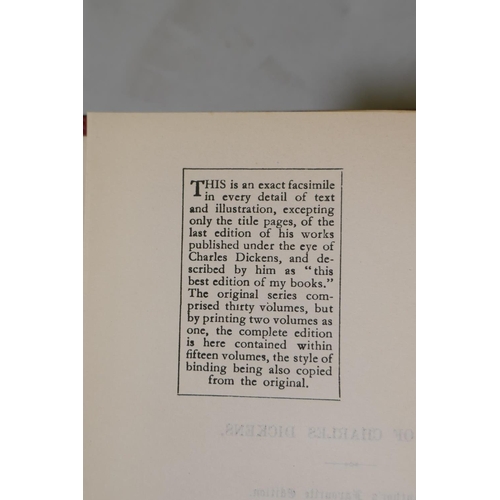 THIS is an exact facsimile
in every detail of text
and illustration, excepting
only the title pages, of the
last edition of his works
published under the eye of
Charles Dickens, and de-
scribed by him as “this
best edition of my books.”
The original series com-
prised thirty volumes, but
by printing two volumes as
one, the complete edition
is here contained within
fifteen volumes, the style of
binding being also copied
from the original.
OF CHARLES DICKENS.
Edition